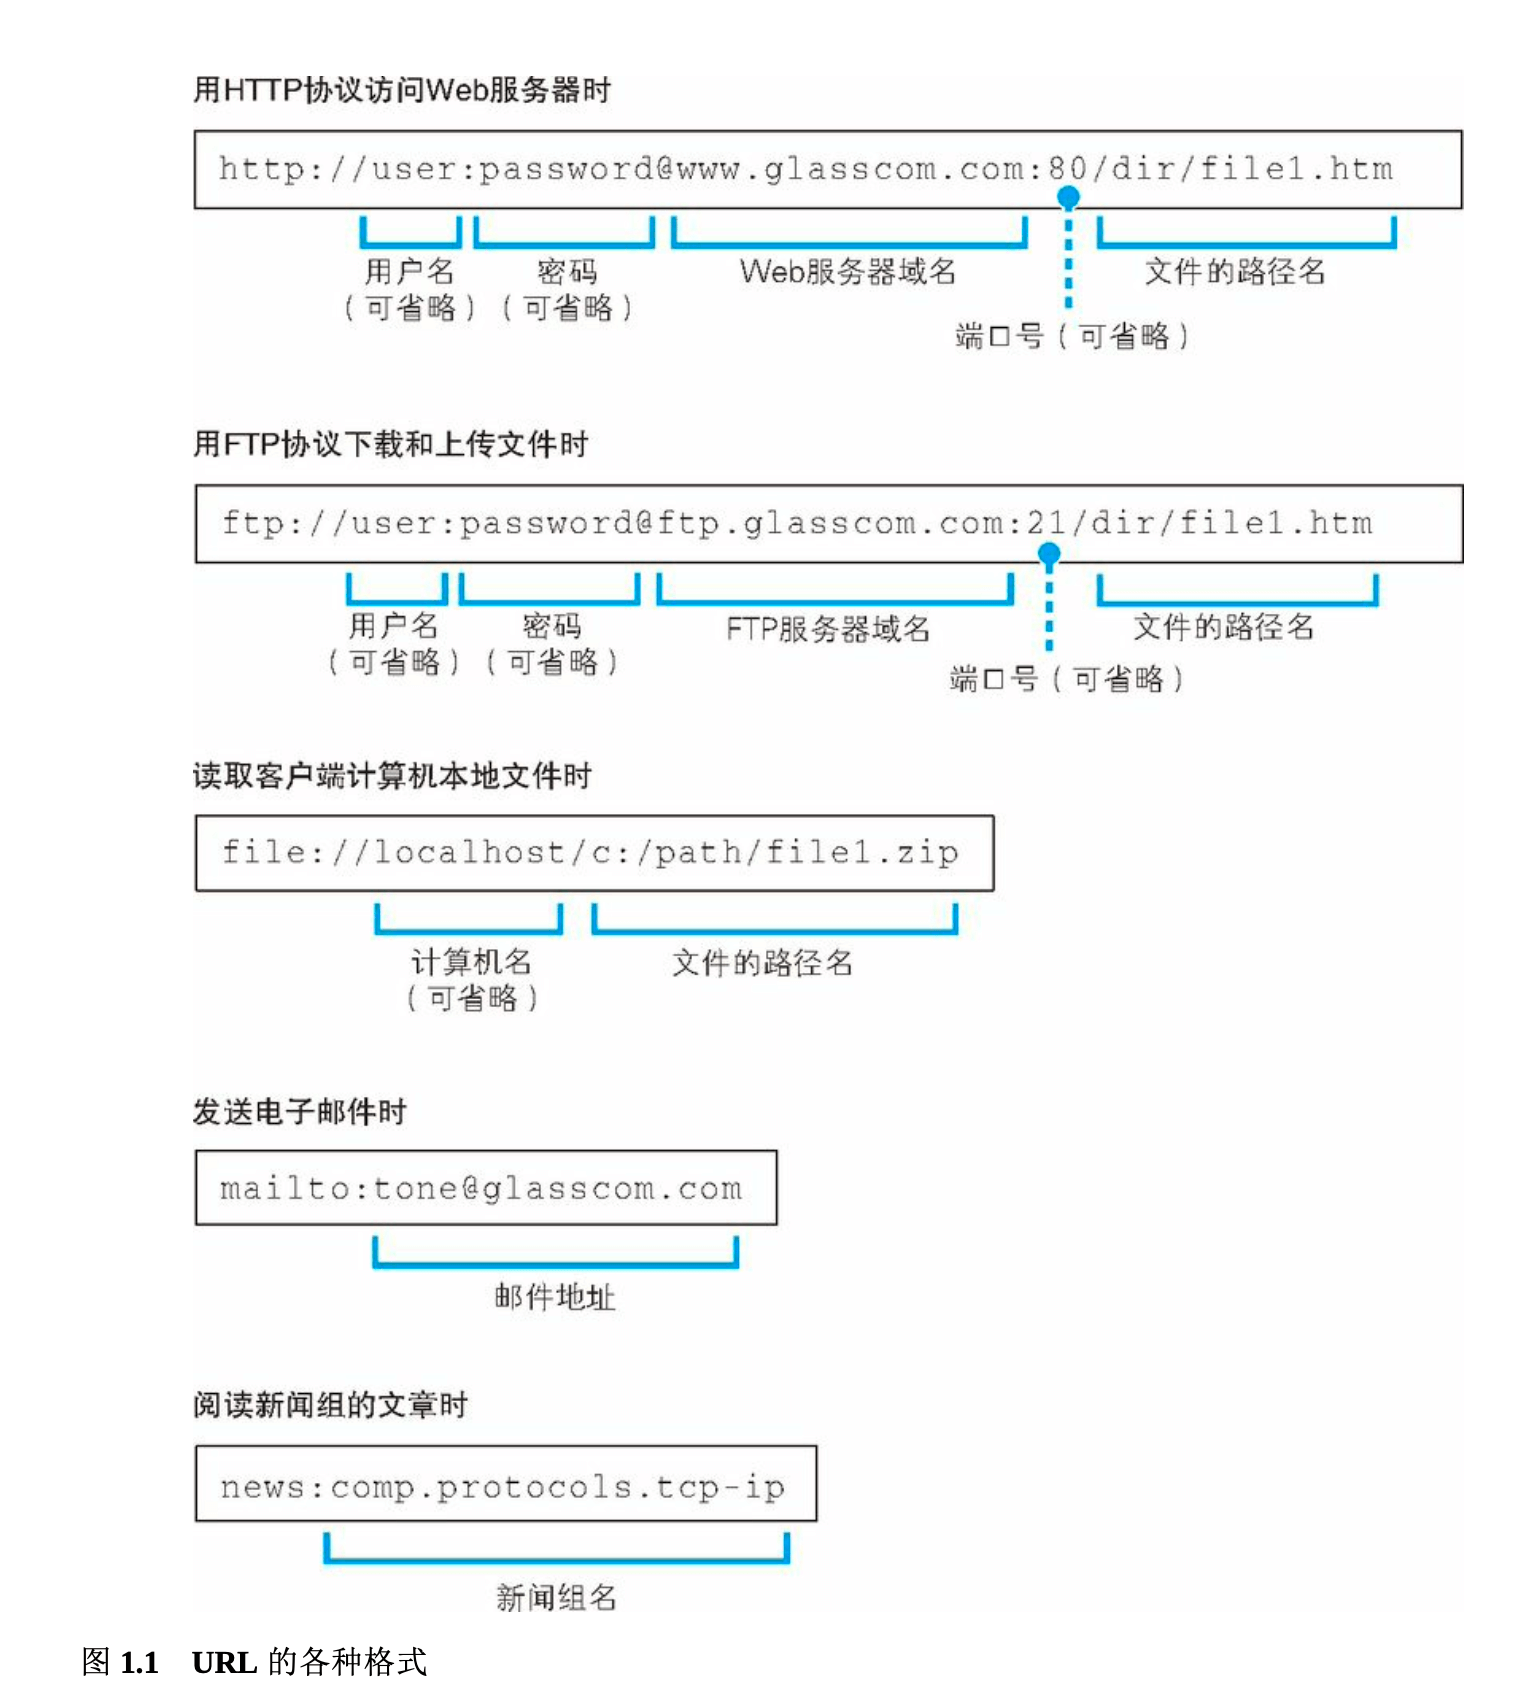 用HTTP协议访问Web服务器时
http://user:password@www.glasscom.com:80/dir/file1.htm
用户名 密码 Web服务器域名 文件的路径名
（可省略）（可省略）
端口号（可省略）
用FTP协议下载和上传文件时
ftp://user:password@ftp.glasscom.com:21/dir/file1.htm
用户名 密码 FTP服务器域名 文件的路径名
（可省略）（可省略）
端口号（可省略）
读取客户端计算机本地文件时
file://localhost/c:/path/file1.zip
计算机名 文件的路径名
（可省略）
发送电子邮件时
mailto:tone@glasscom.com
邮件地址
阅读新闻组的文章时
news:comp.protocols.tcp-ip
新闻组名
图 1.1 URL 的各种格式